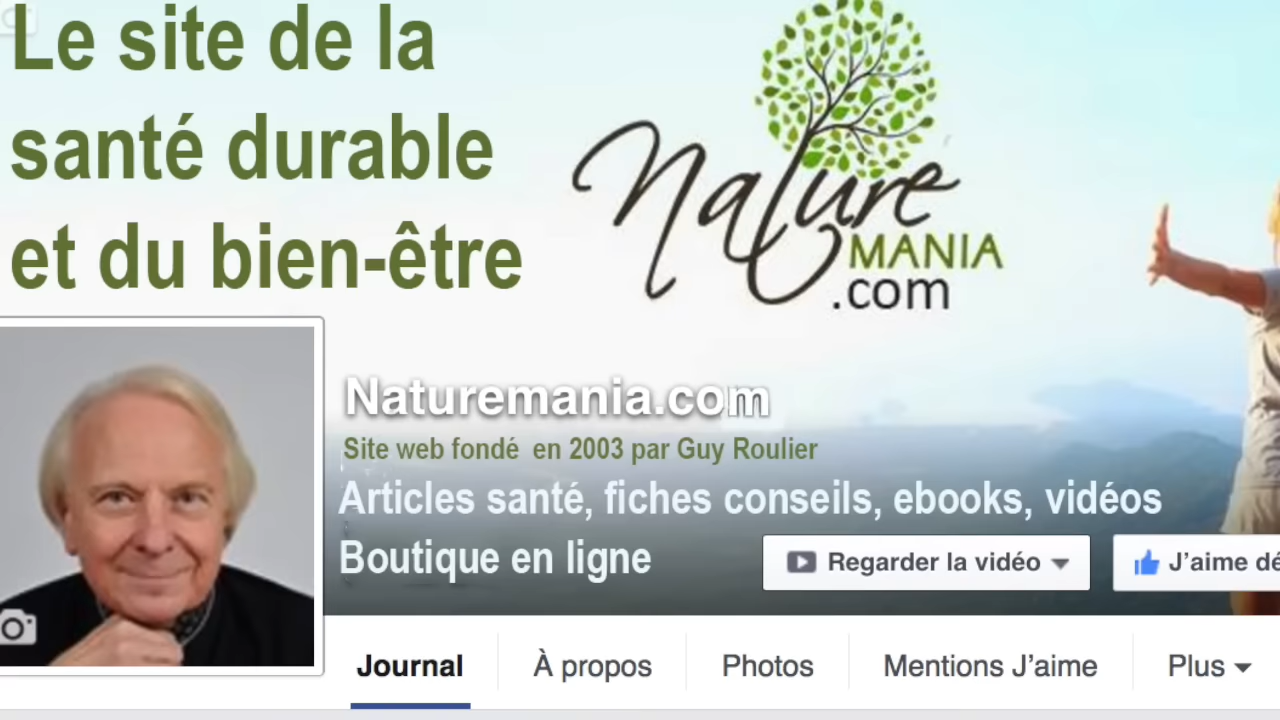 Le site de la
santé durable
et du bien-être
Nature
MANIA
.com
Naturemania.com
Site web fondé en 2003 par Guy Roulier
Articles santé, fiches conseils, ebooks, vidéos
Boutique en ligne
Regarder la vidéo
J'aime
Journal
À propos
Photos
Mentions J'aime
Plus